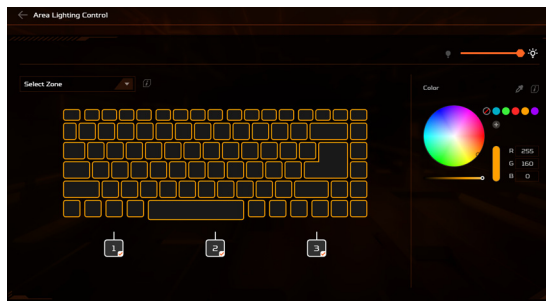 Area Lighting Control
Select Zone
Color
R 255
G 160
B 0
1
2
3